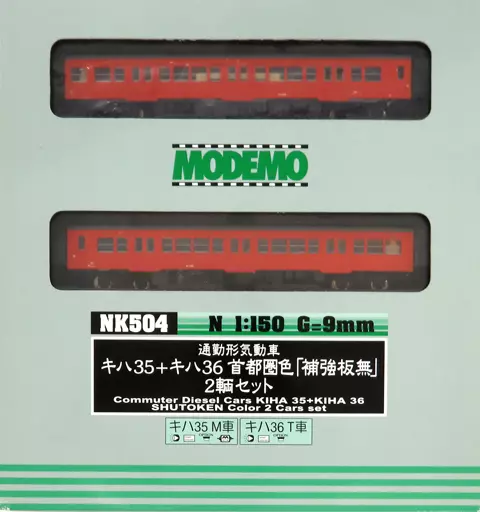 MODEMO
NK504 N 1:150 G=9mm
通勤形気動車
キハ35+キハ36 首都圏色「補強板無」
2輌セット
Commuter Diesel Cars KIHA 35+KIHA 36
SHUTOKEN Color 2 Cars set
キハ35 M車 キハ36 T車